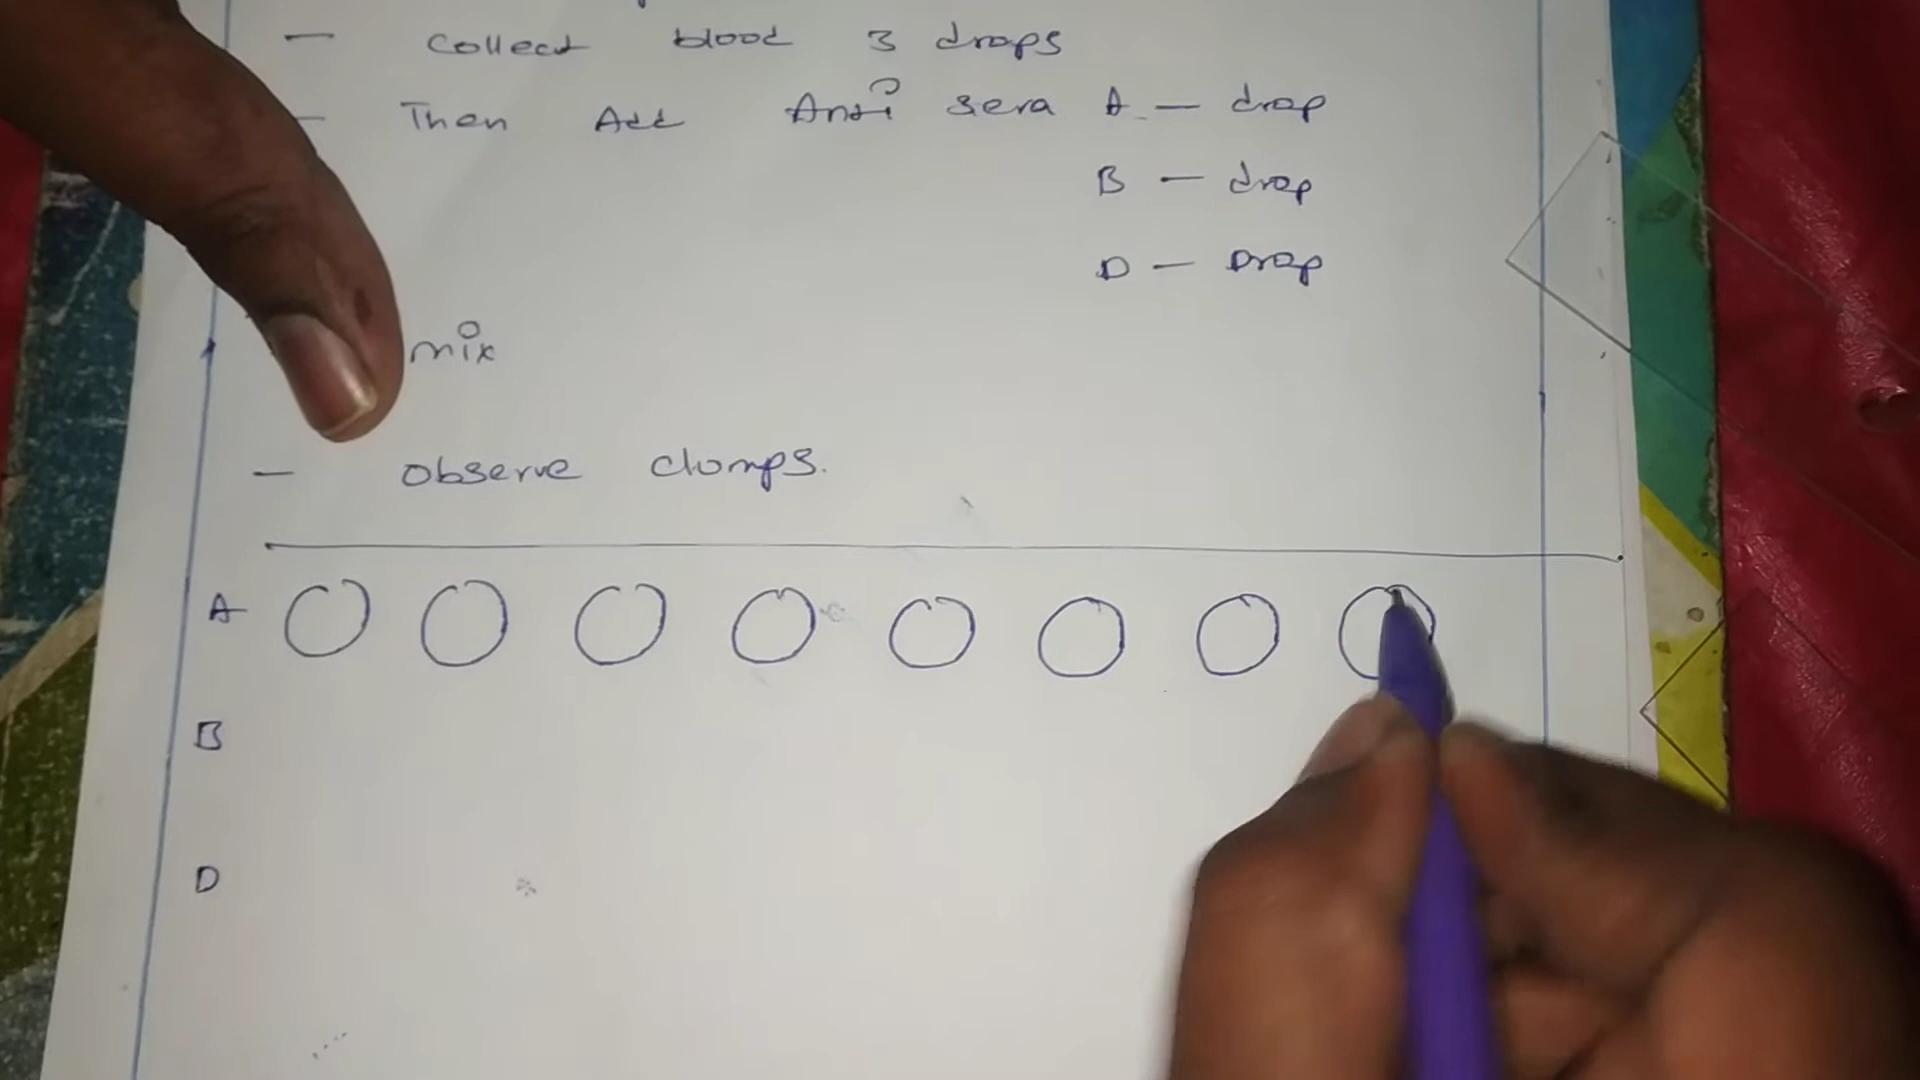 — Collect blood 3 drops
— Then Add Anti sera A — drop
B — drop
D — Drop
mix
— Observe clumps.
A
B
D